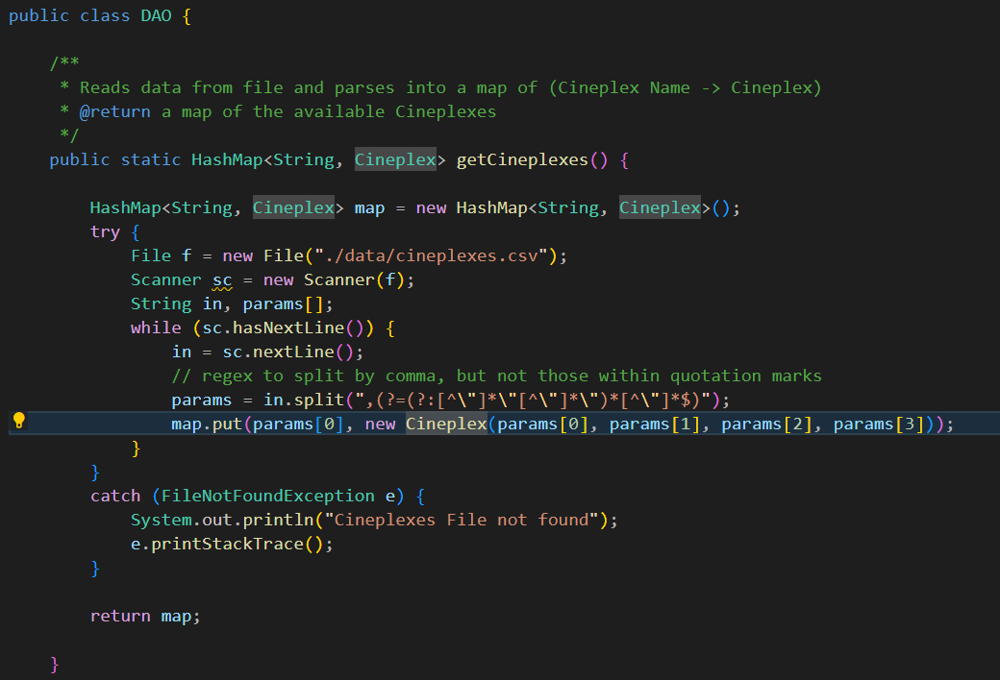 public class DAO {
/**
* Reads data from file and parses into a map of (Cineplex Name -> Cineplex)
* @return a map of the available Cineplexes
*/
public static HashMap<String, Cineplex> getCineplexes() {
HashMap<String, Cineplex> map = new HashMap<String, Cineplex>();
try {
File f = new File("./data/cineplexes.csv");
Scanner sc = new Scanner(f);
String in, params[];
while (sc.hasNextLine()) {
in = sc.nextLine();
// regex to split by comma, but not those within quotation marks
params = in.split(",(?=(?:[^\"]*\"[^\"]*\")*[^\"]*$)");
map.put(params[0], new Cineplex(params[0], params[1], params[2], params[3]));
}
}
catch (FileNotFoundException e) {
System.out.println("Cineplexes File not found");
e.printStackTrace();
}
return map;
}